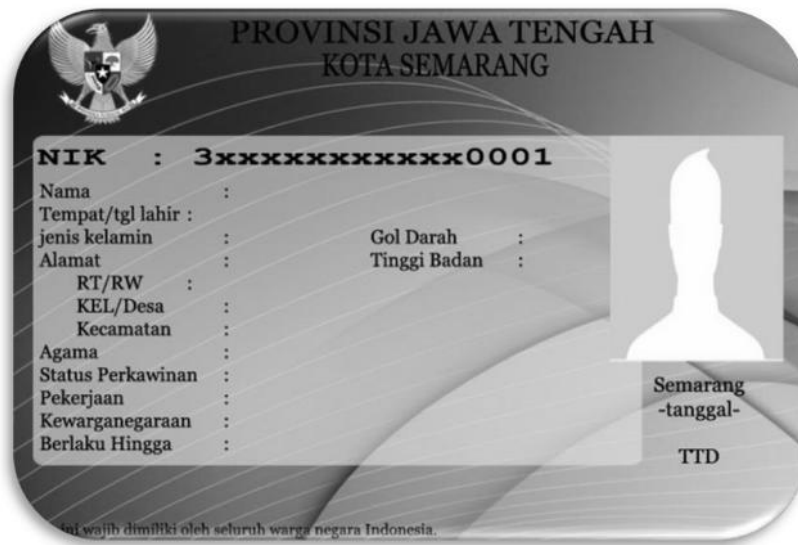 PROVINSI JAWA TENGAH
KOTA SEMARANG
NIK : 3xxxxxxxxxxx0001
Nama :
Tempat/tgl lahir :
jenis kelamin : Gol Darah :
Alamat : Tinggi Badan :
RT/RW :
KEL/Desa :
Kecamatan :
Agama :
Status Perkawinan :
Pekerjaan :
Kewarganegaraan :
Berlaku Hingga :
Semarang
-tanggal-
TTD
ini wajib dimiliki oleh seluruh warga negara Indonesia.